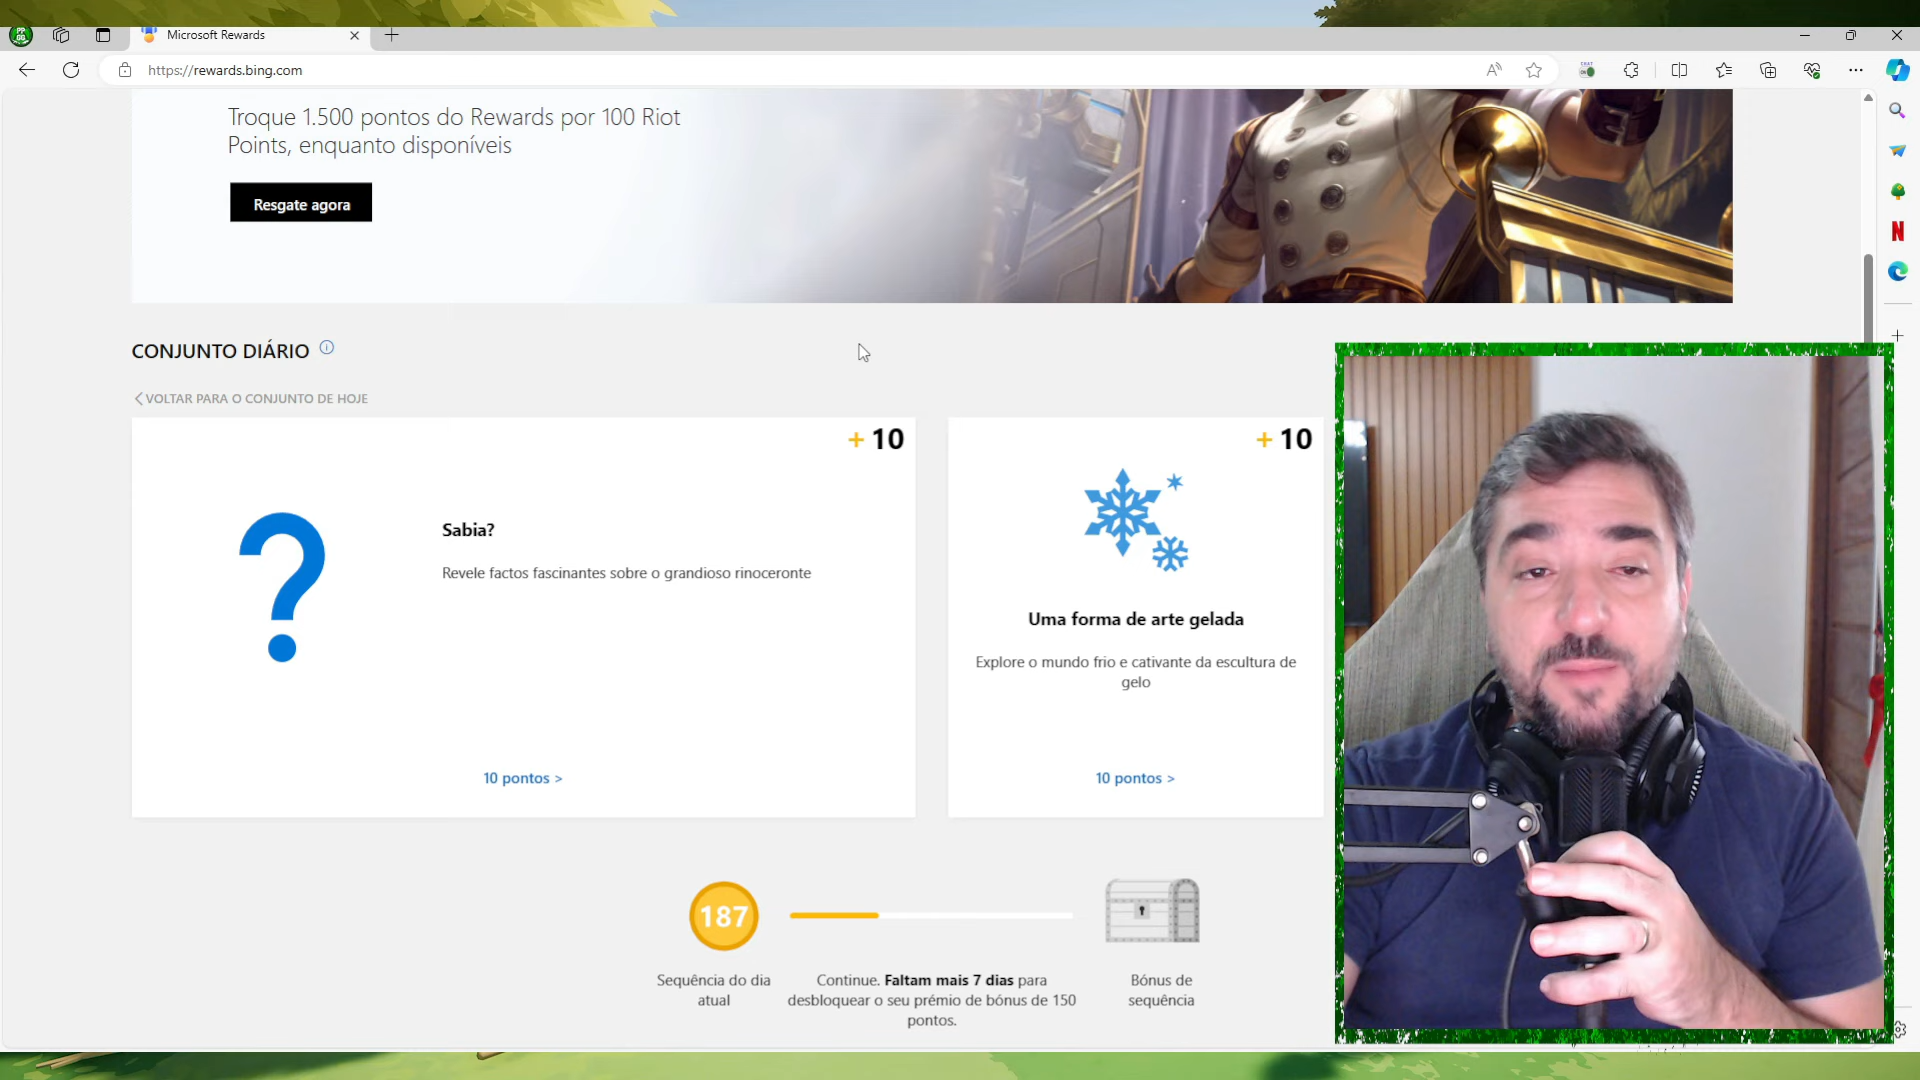 Microsoft Rewards
https://rewards.bing.com
Troque 1.500 pontos do Rewards por 100 Riot
Points, enquanto disponíveis
Resgate agora
CONJUNTO DIÁRIO
VOLTAR PARA O CONJUNTO DE HOJE
+ 10
Sabia?
Revele factos fascinantes sobre o grandioso rinoceronte
10 pontos >
+ 10
Uma forma de arte gelada
Explore o mundo frio e cativante da escultura de
gelo
10 pontos >
187
Sequência do dia
atual
Continue. Faltam mais 7 dias para
desbloquear o seu prémio de bónus de 150
pontos.
Bónus de
sequência